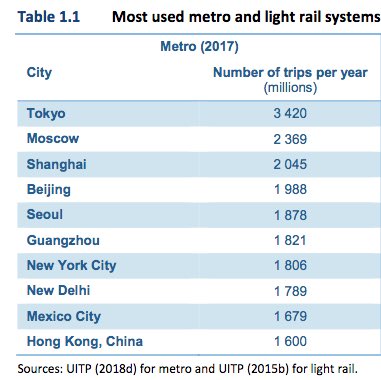 Table 1.1 Most used metro and light rail systems
Metro (2017)
City Number of trips per year
(millions)
Tokyo 3 420
Moscow 2 369
Shanghai 2 045
Beijing 1 988
Seoul 1 878
Guangzhou 1 821
New York City 1 806
New Delhi 1 789
Mexico City 1 679
Hong Kong, China 1 600
Sources: UITP (2018d) for metro and UITP (2015b) for light rail.